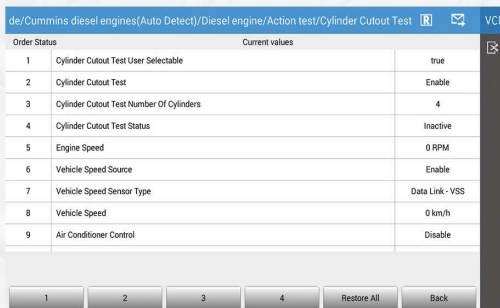 de/Cummins diesel engines(Auto Detect)/Diesel engine/Action test/Cylinder Cutout Test R VCI
Order Status Current values
1 Cylinder Cutout Test User Selectable true
2 Cylinder Cutout Test Enable
3 Cylinder Cutout Test Number Of Cylinders 4
4 Cylinder Cutout Test Status Inactive
5 Engine Speed 0 RPM
6 Vehicle Speed Source Enable
7 Vehicle Speed Sensor Type Data Link - VSS
8 Vehicle Speed 0 km/h
9 Air Conditioner Control Disable
1 2 3 4 Restore All Back